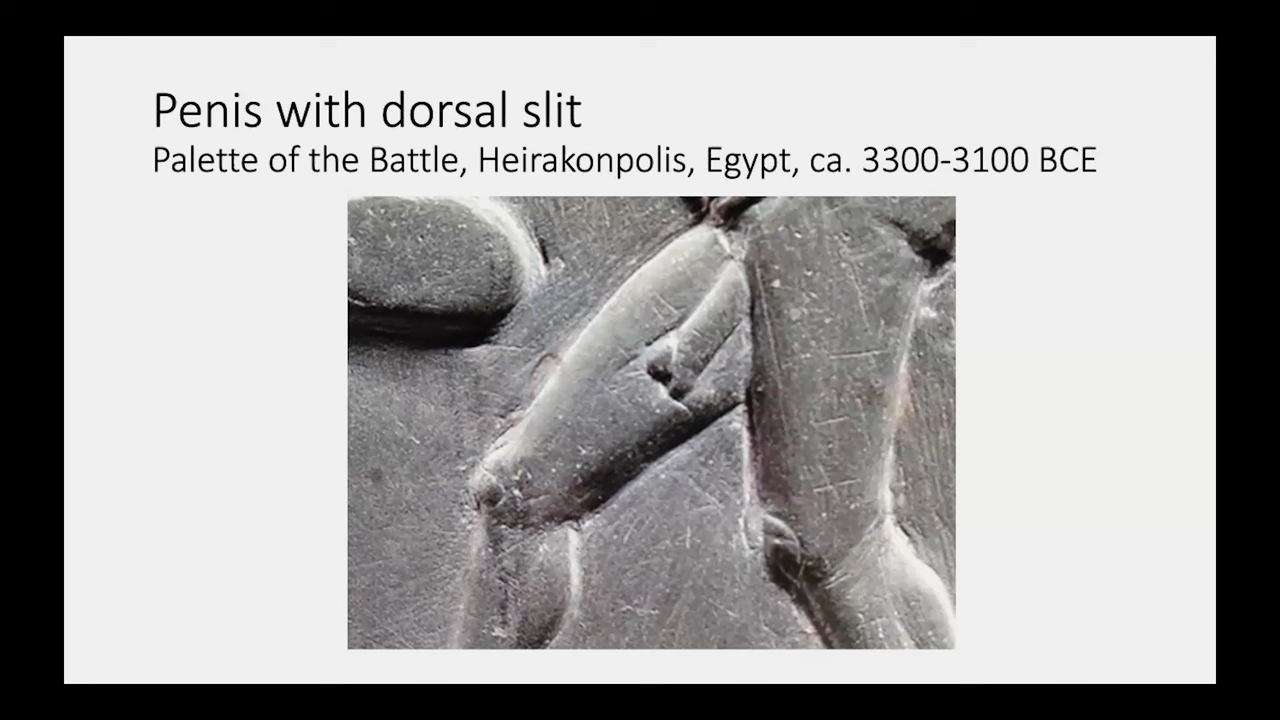 Penis with dorsal slit
Palette of the Battle, Heirakonpolis, Egypt, ca. 3300-3100 BCE